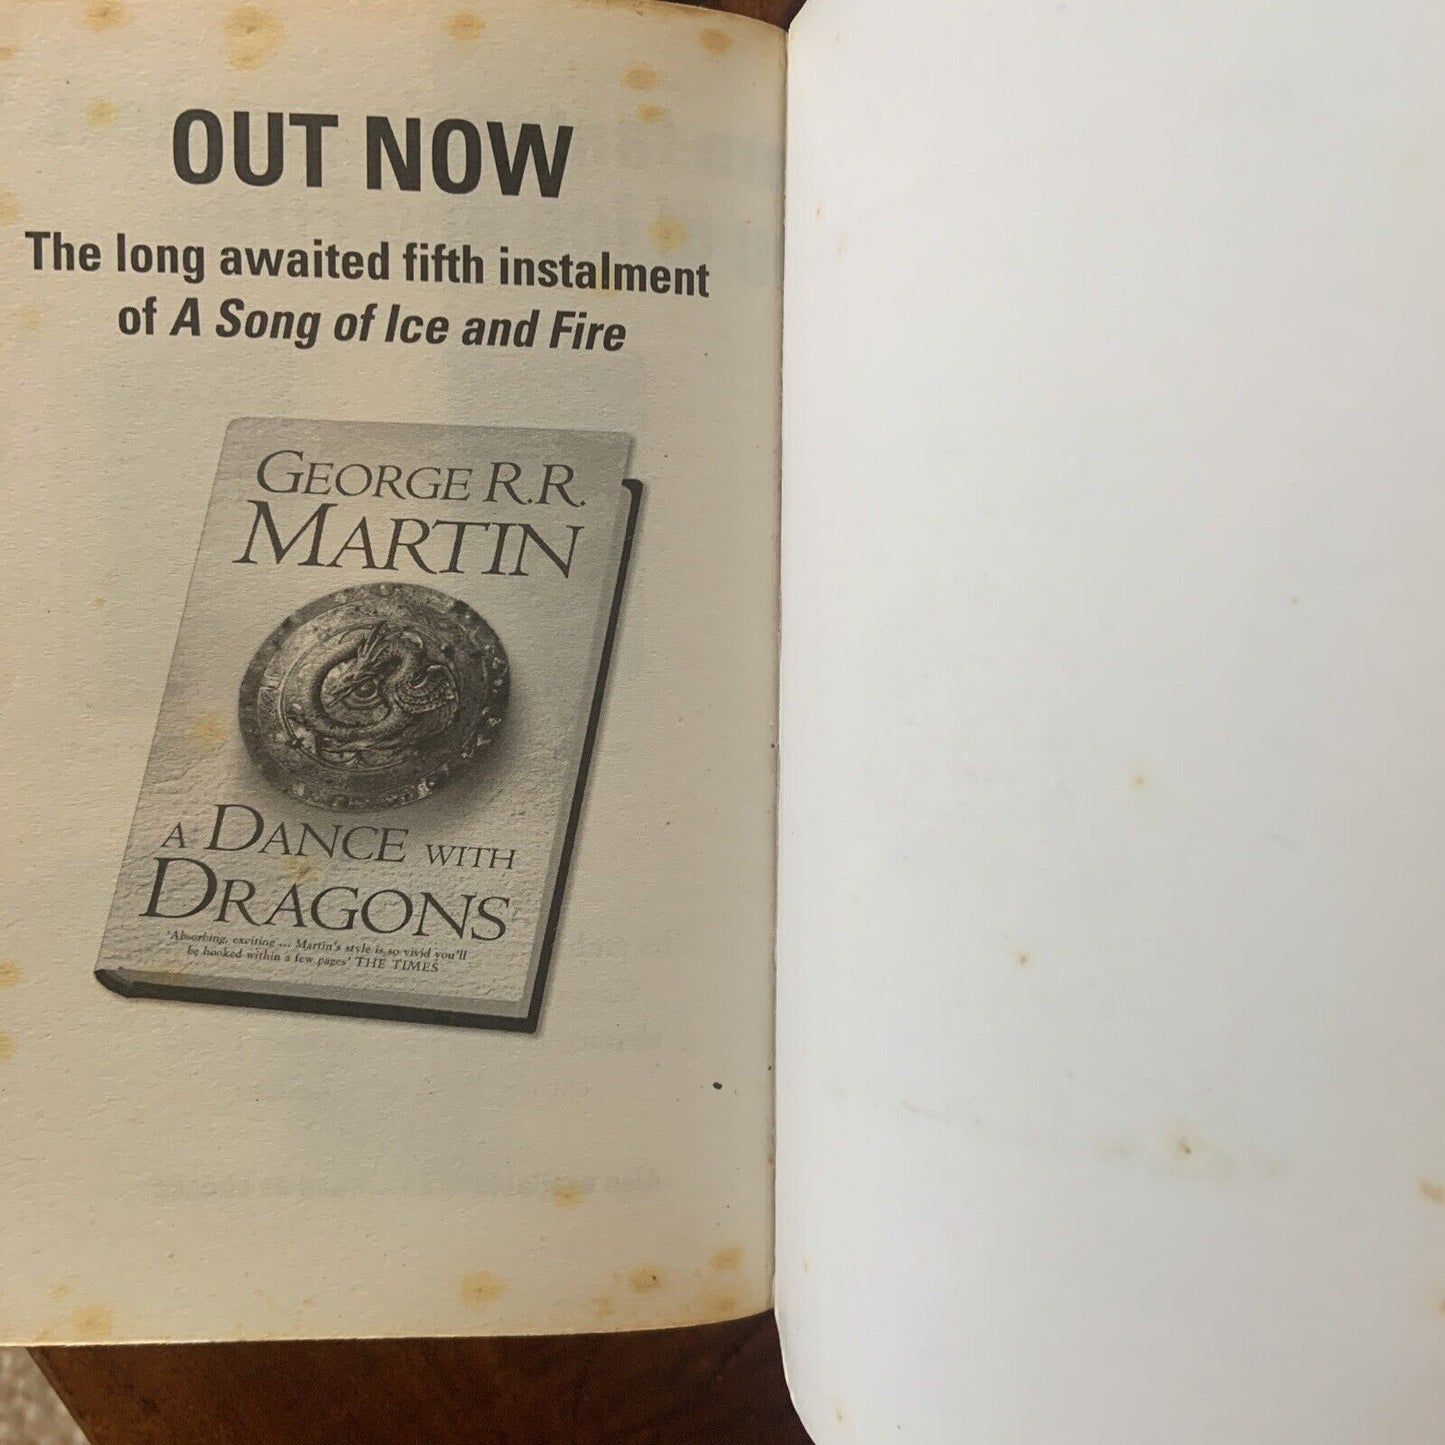 OUT NOW
The long awaited fifth instalment
of A Song of Ice and Fire
GEORGE R.R.
MARTIN
A DANCE WITH
DRAGONS
'Absorbing, exciting ... Martin's style is so vivid you'll
be hooked within a few pages' THE TIMES